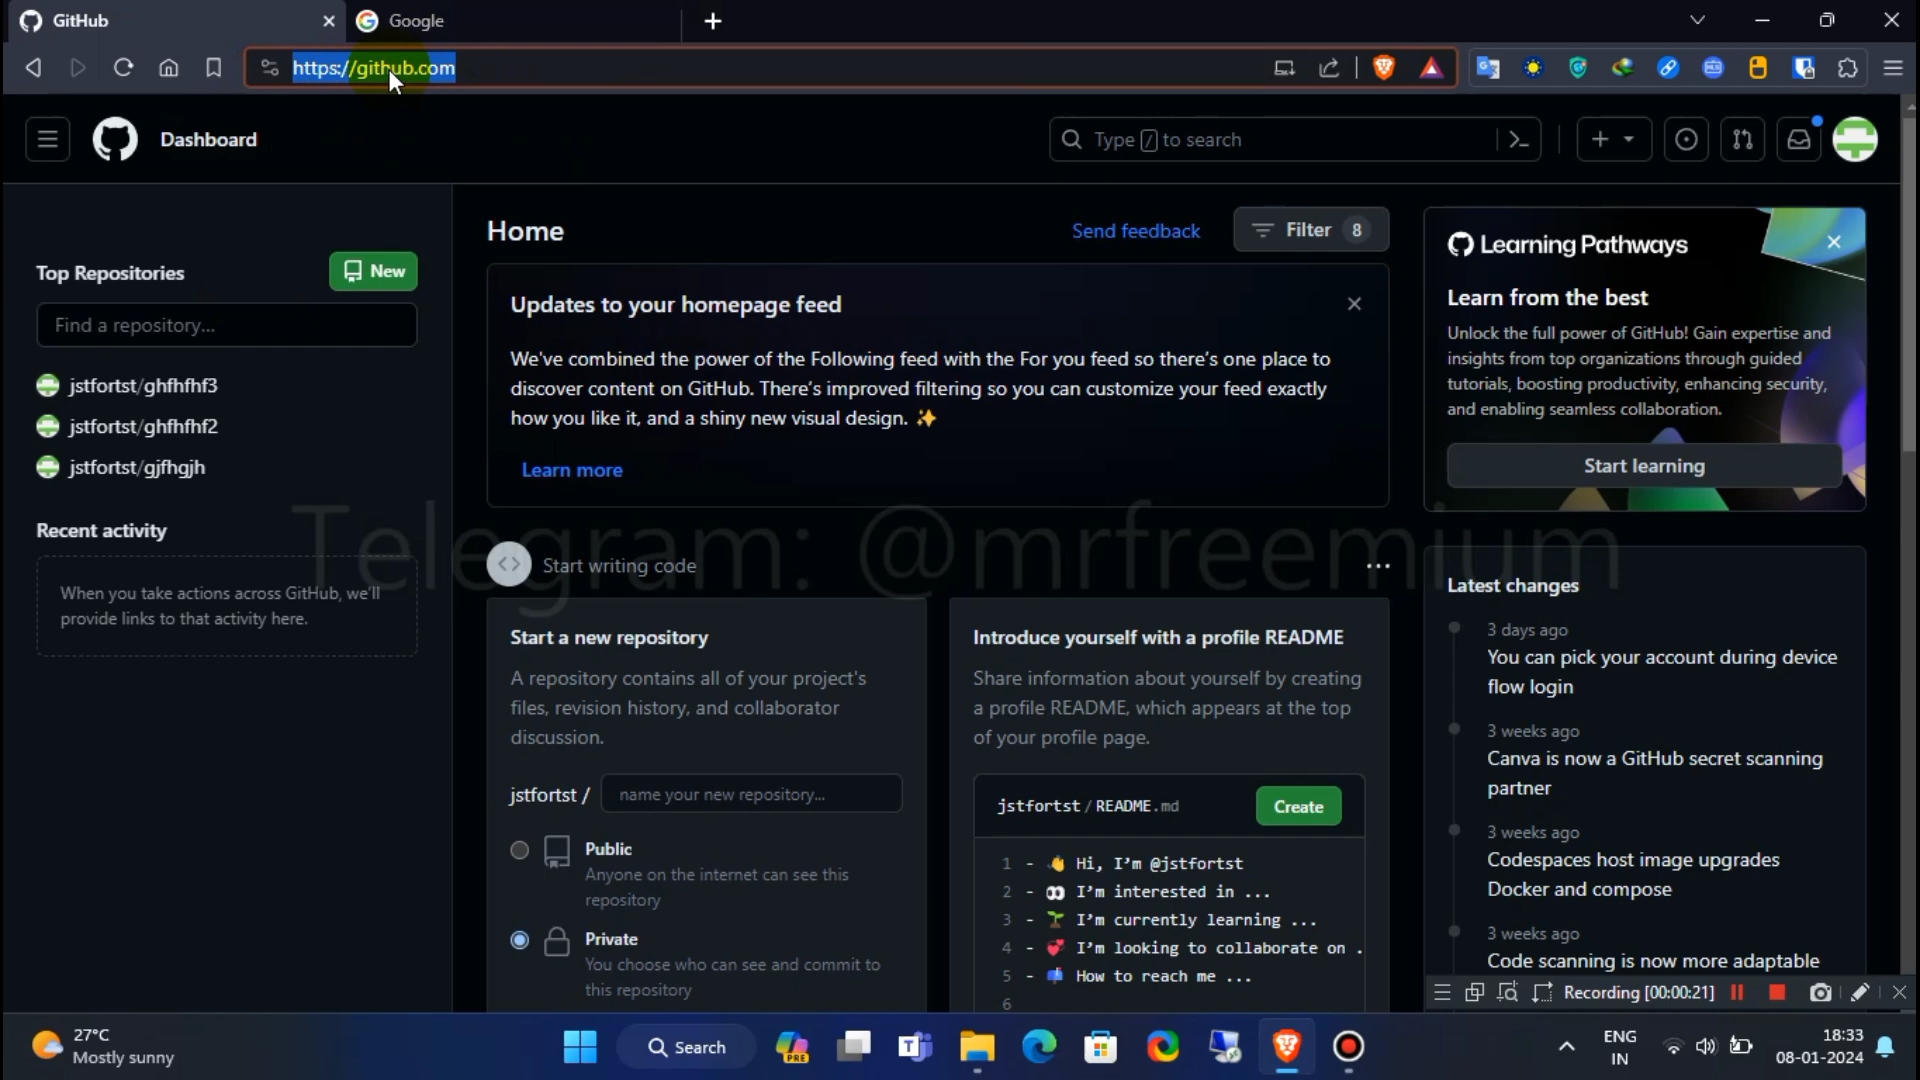 GitHub
Google
https://github.com
Dashboard
Type / to search
Top Repositories
New
Find a repository...
jstfortst/ghfhfhf3
jstfortst/ghfhfhf2
jstfortst/gjfhgjh
Recent activity
When you take actions across GitHub, we'll
provide links to that activity here.
Home
Send feedback
Filter 8
Updates to your homepage feed
We've combined the power of the Following feed with the For you feed so there's one place to
discover content on GitHub. There's improved filtering so you can customize your feed exactly
how you like it, and a shiny new visual design. ✨
Learn more
Telegram: @mrfreemium
Start writing code
Start a new repository
A repository contains all of your project's
files, revision history, and collaborator
discussion.
jstfortst / name your new repository...
Public
Anyone on the internet can see this
repository
Private
You choose who can see and commit to
this repository
Introduce yourself with a profile README
Share information about yourself by creating
a profile README, which appears at the top
of your profile page.
jstfortst / README.md
Create
1 - 👋 Hi, I'm @jstfortst
2 - 👀 I'm interested in ...
3 - 🌱 I'm currently learning ...
4 - 💞️ I'm looking to collaborate on .
5 - 📫 How to reach me ...
6
Learning Pathways
Learn from the best
Unlock the full power of GitHub! Gain expertise and
insights from top organizations through guided
tutorials, boosting productivity, enhancing security,
and enabling seamless collaboration.
Start learning
Latest changes
3 days ago
You can pick your account during device
flow login
3 weeks ago
Canva is now a GitHub secret scanning
partner
3 weeks ago
Codespaces host image upgrades
Docker and compose
3 weeks ago
Code scanning is now more adaptable
Recording [00:00:21]
27°C
Mostly sunny
Search
PRE
ENG
IN
18:33
08-01-2024